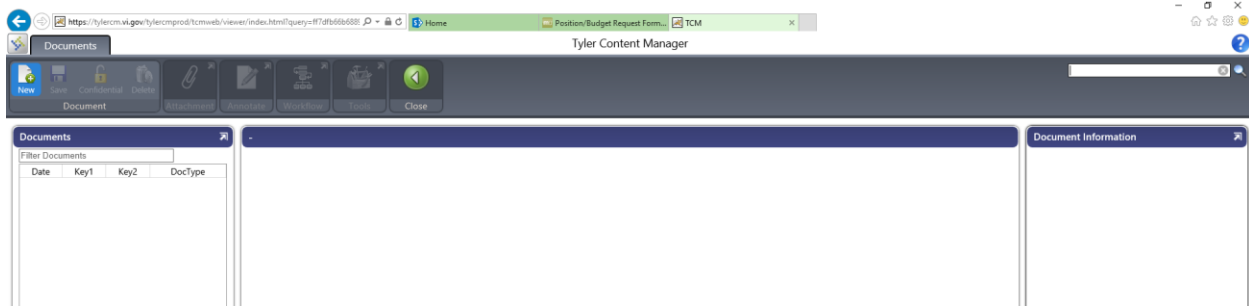 https://tylercm.vi.gov/tylercmprod/tcmweb/viewer/index.html?query=ff7dfb66b688
Home
Position/Budget Request Form...
TCM
Documents
Tyler Content Manager
New
Save
Confidential
Delete
Attachment
Annotate
Workflow
Tools
Close
Document
Documents
-
Document Information
Filter Documents
Date Key1 Key2 DocType